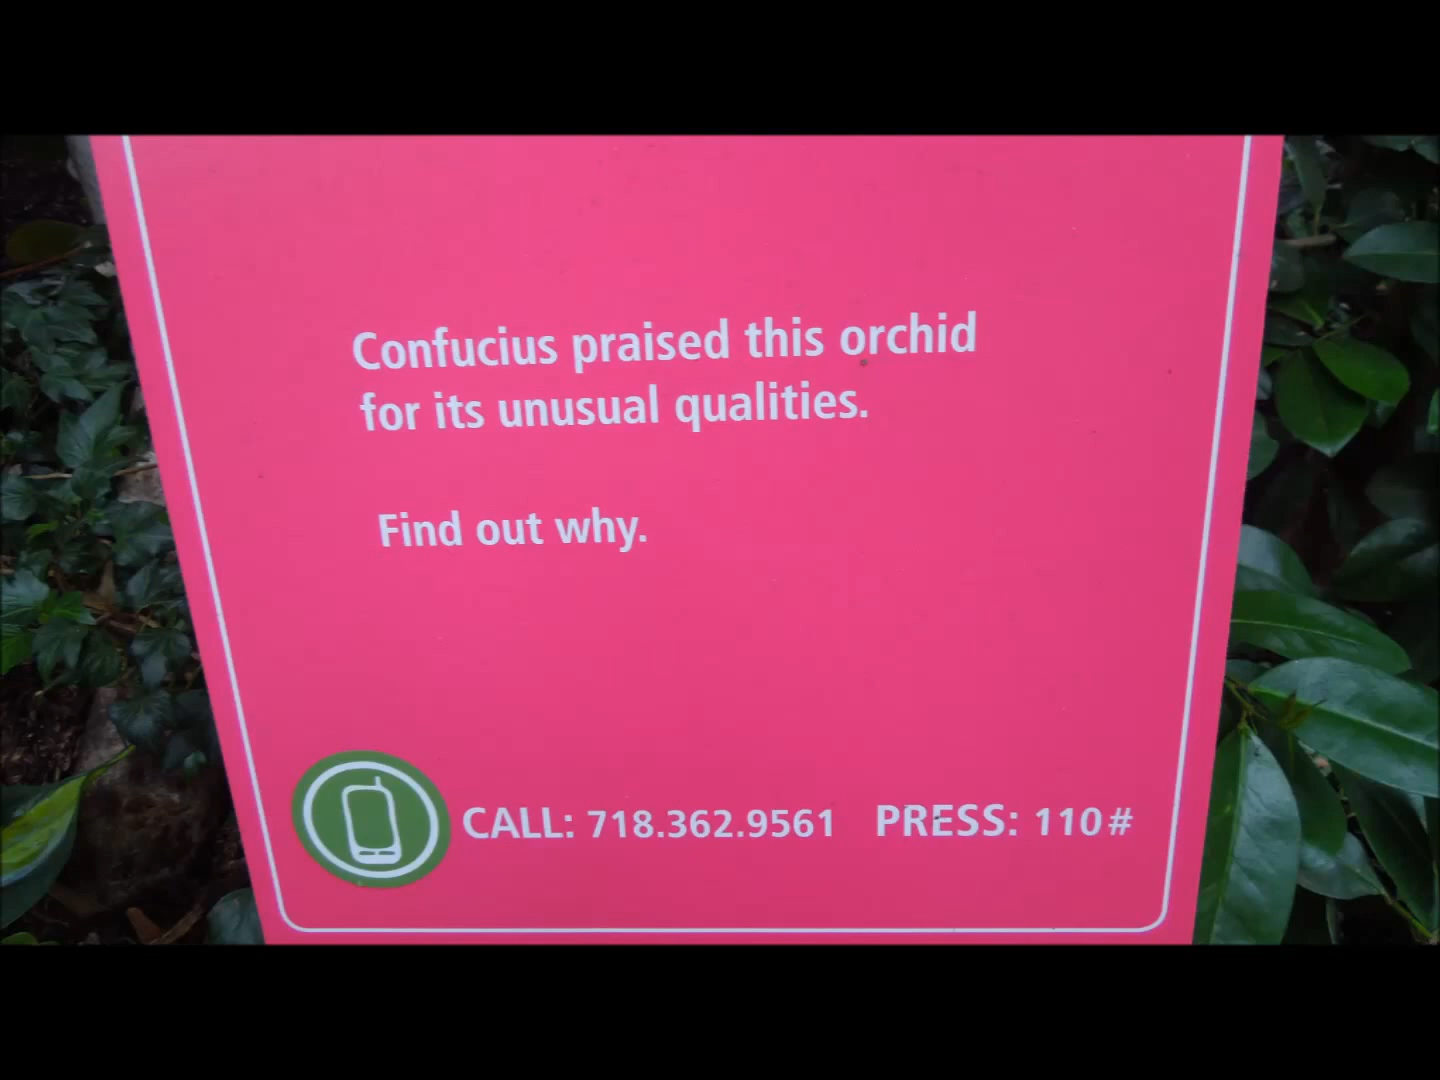 Confucius praised this orchid
for its unusual qualities.
Find out why.
CALL: 718.362.9561 PRESS: 110#